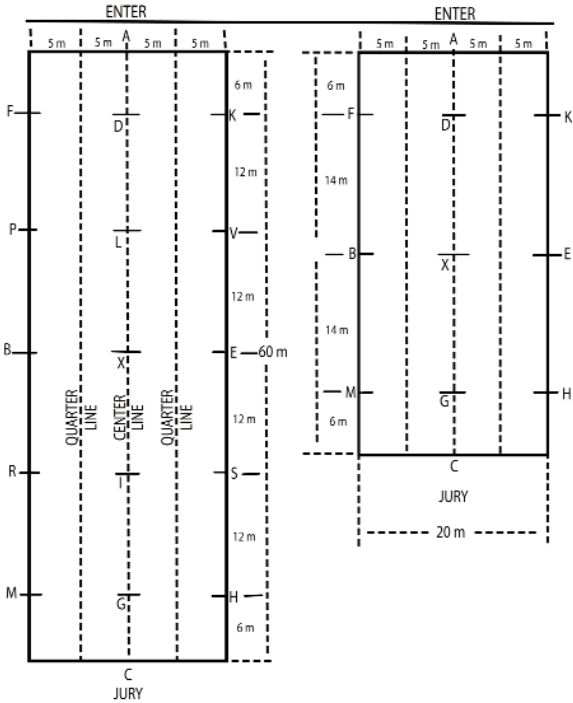 ENTER
A
5 m 5 m 5 m 5 m
6 m
F D K
12 m
P L V
12 m
B X E 60 m
QUARTER LINE
CENTER LINE
QUARTER LINE
12 m
R I S
12 m
M G H
6 m
C
JURY
ENTER
A
5 m 5 m 5 m 5 m
6 m
F D K
14 m
B X E
14 m
M G H
6 m
C
JURY
20 m